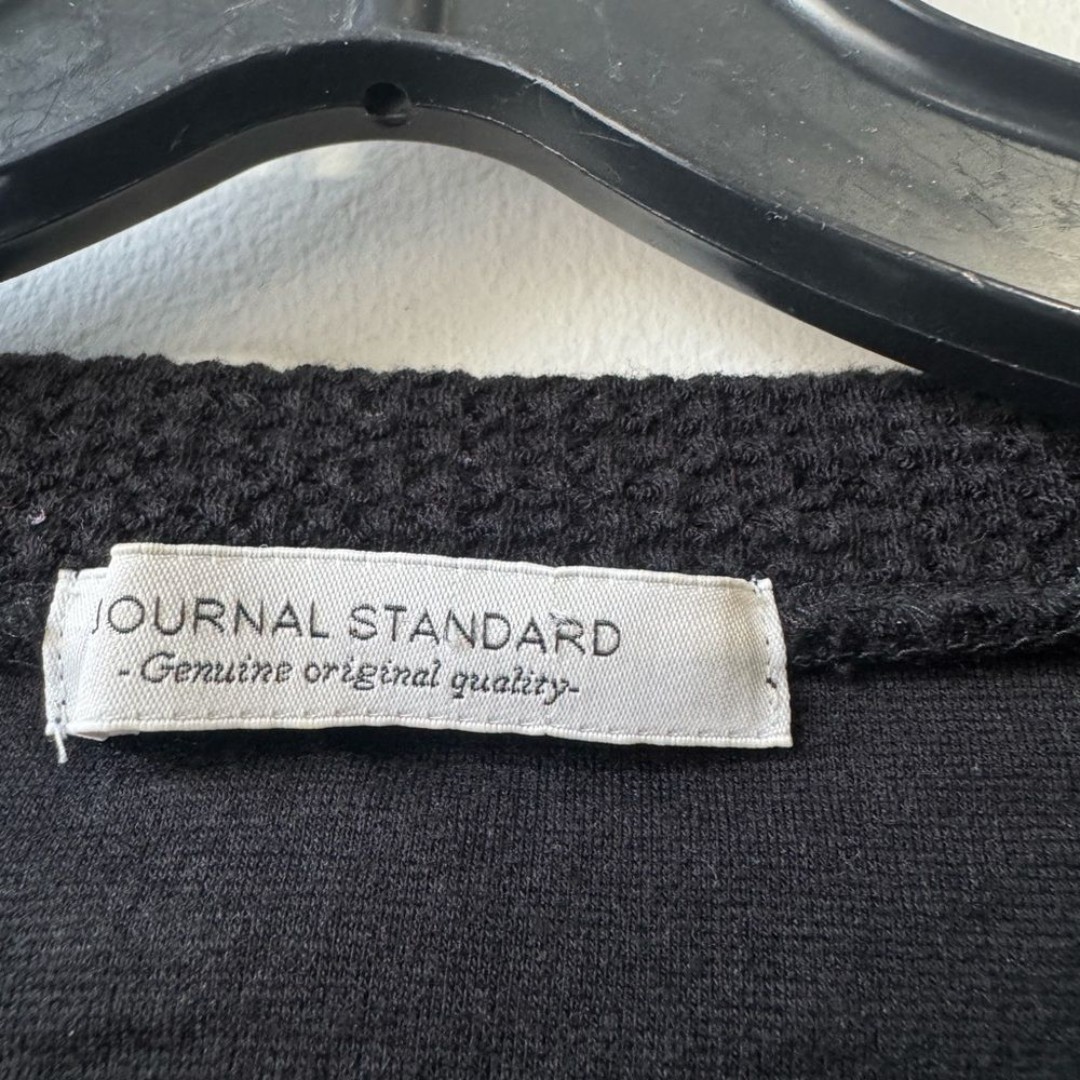 JOURNAL STANDARD
- Genuine original quality-